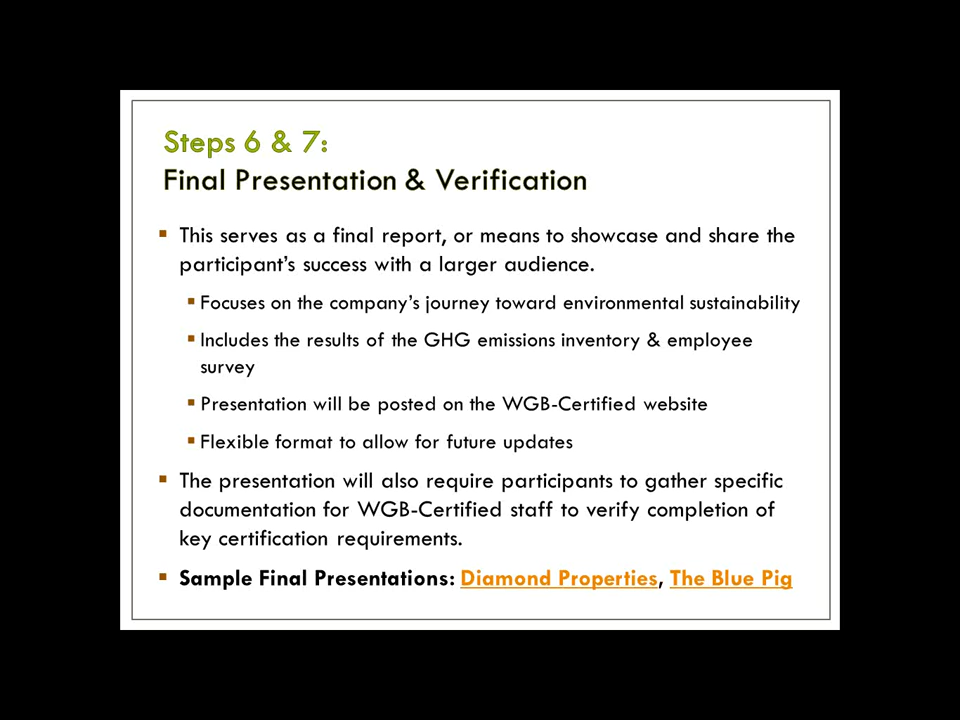 Steps 6 & 7:
Final Presentation & Verification
▪ This serves as a final report, or means to showcase and share the
participant's success with a larger audience.
▪ Focuses on the company's journey toward environmental sustainability
▪ Includes the results of the GHG emissions inventory & employee
survey
▪ Presentation will be posted on the WGB-Certified website
▪ Flexible format to allow for future updates
▪ The presentation will also require participants to gather specific
documentation for WGB-Certified staff to verify completion of
key certification requirements.
▪ Sample Final Presentations: Diamond Properties, The Blue Pig